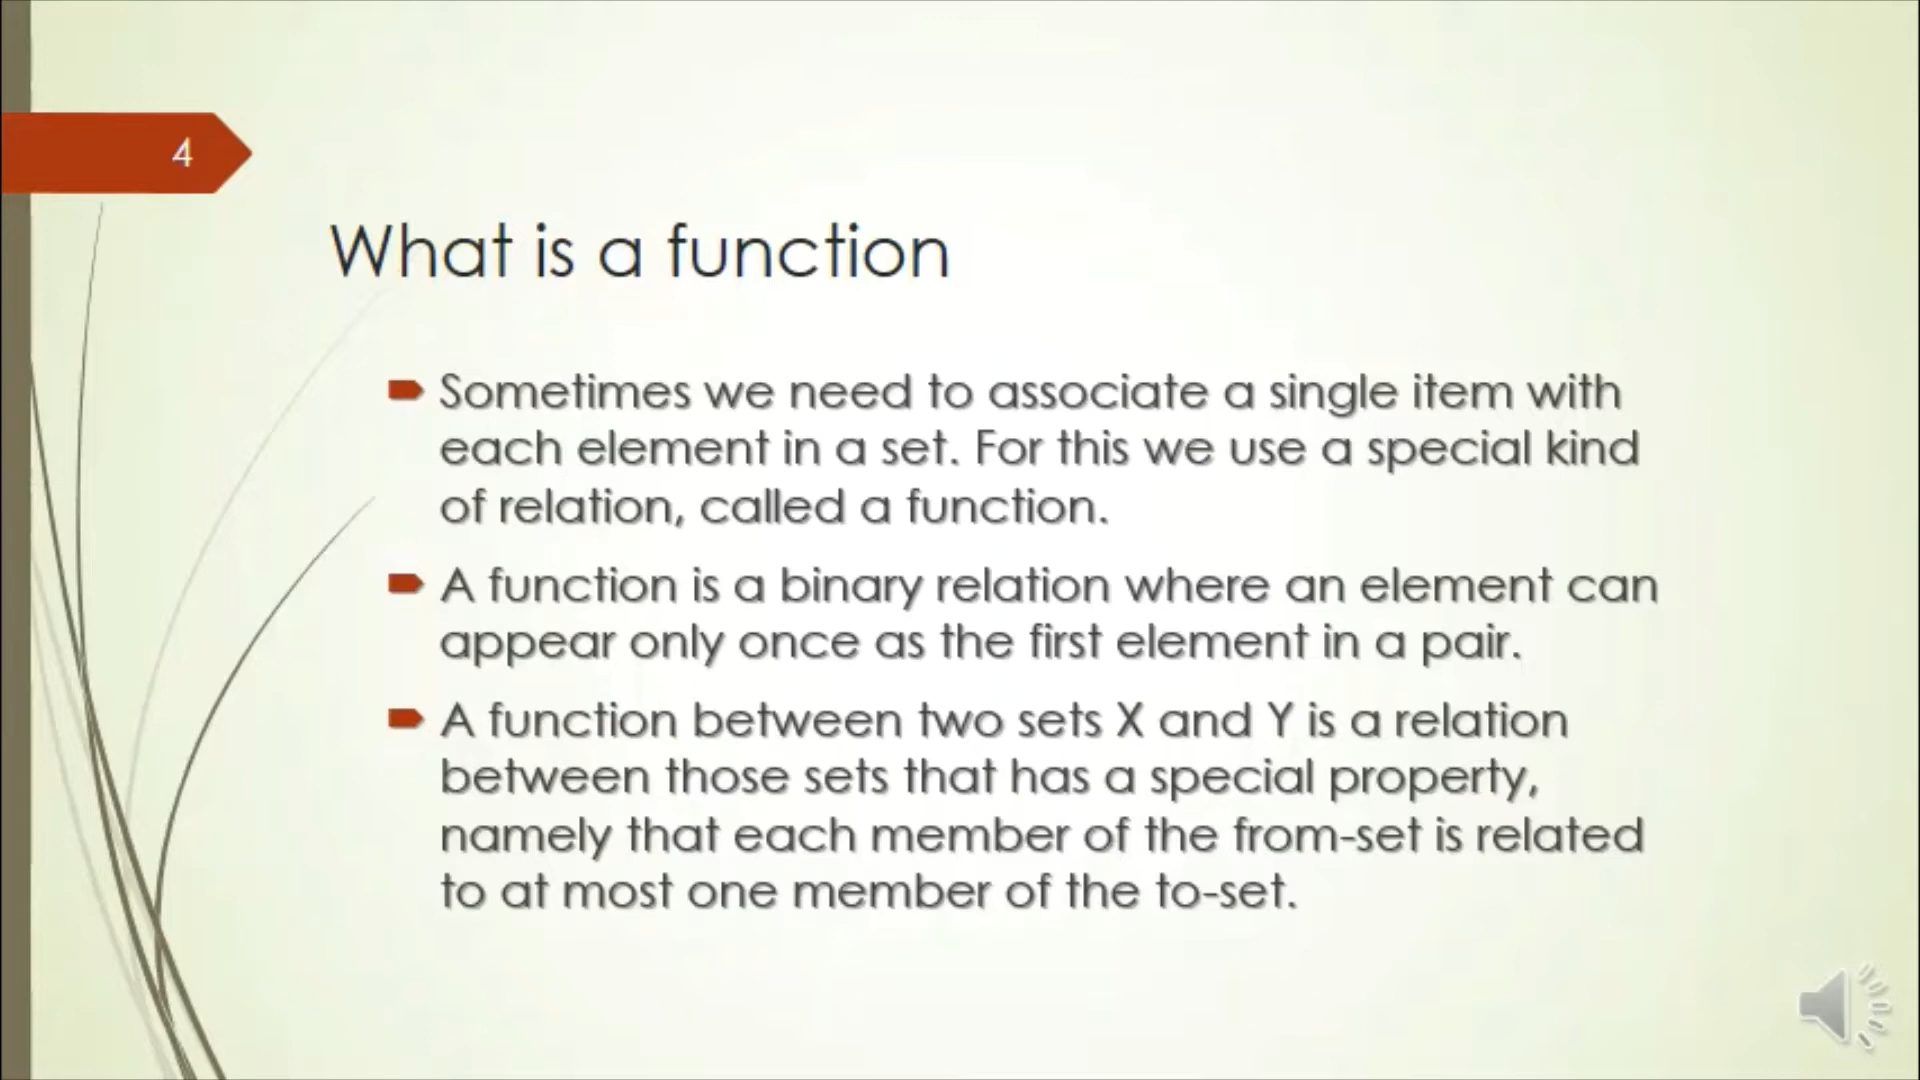 4
What is a function
Sometimes we need to associate a single item with
each element in a set. For this we use a special kind
of relation, called a function.
A function is a binary relation where an element can
appear only once as the first element in a pair.
A function between two sets X and Y is a relation
between those sets that has a special property,
namely that each member of the from-set is related
to at most one member of the to-set.